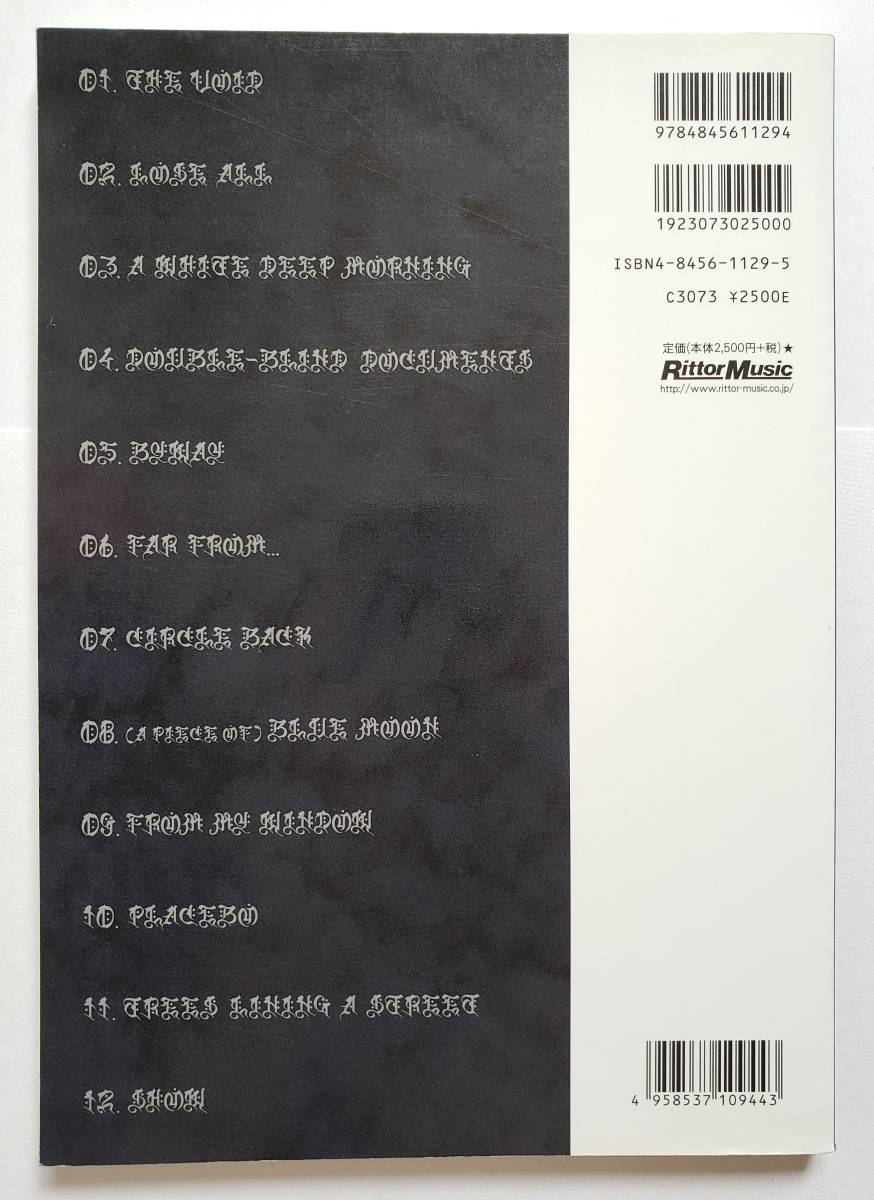 01. THE VOID
02. LOSE ALL
03. A WHITE DEEP MORNING
04. DOUBLE-BLIND DOCUMENTS
05. BYWAY
06. FAR FROM...
07. CIRCLE BACK
08. (A PIECE OF) BLUE MOON
09. FROM MY WINDOW
10. PLACEBO
11. TREES LINING A STREET
12. SNOW
9784845611294
1923073025000
ISBN4-8456-1129-5
C3073 ¥2500E
定価(本体2,500円+税)★
RittorMusic
http://www.rittor-music.co.jp/
4 958537 109443